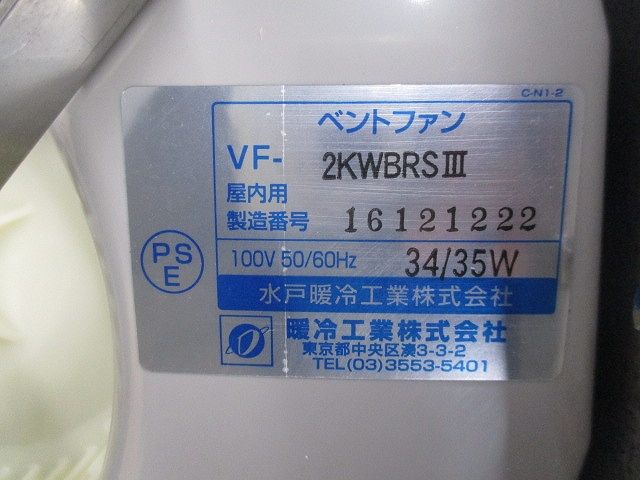 C-N1-2
ベントファン
VF- 2KWBRSⅢ
屋内用
製造番号 16121222
PSE
100V 50/60Hz 34/35W
水戸暖冷工業株式会社
暖冷工業株式会社
東京都中央区湊3-3-2
TEL(03)3553-5401